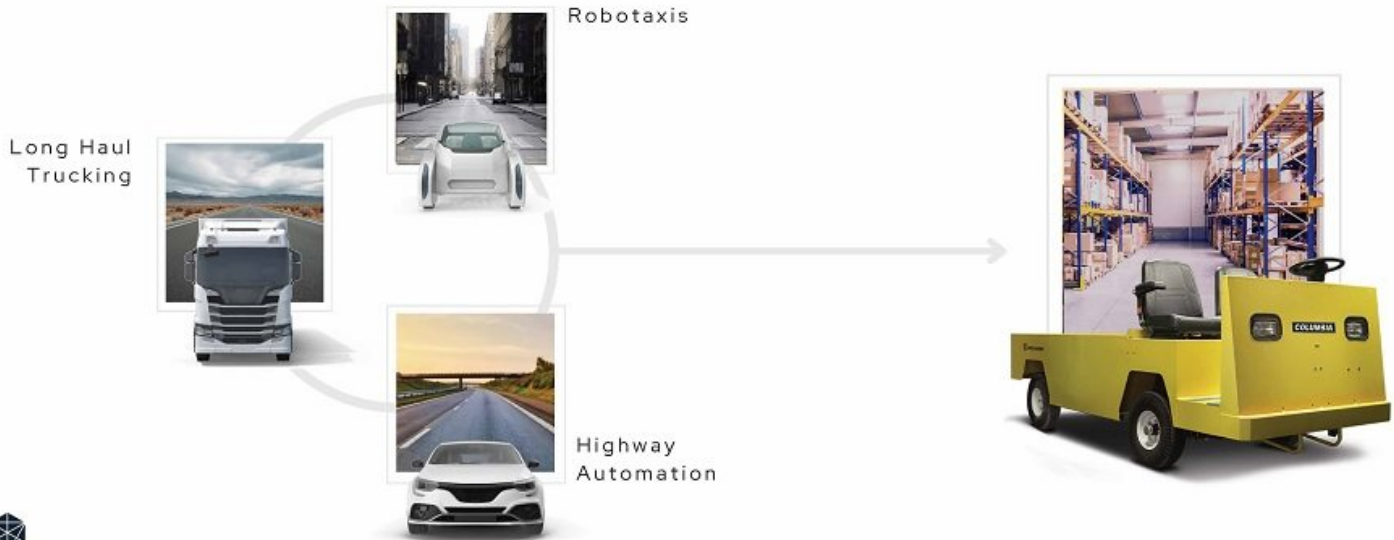 Robotaxis
Long Haul
Trucking
Highway
Automation
COLUMBIA